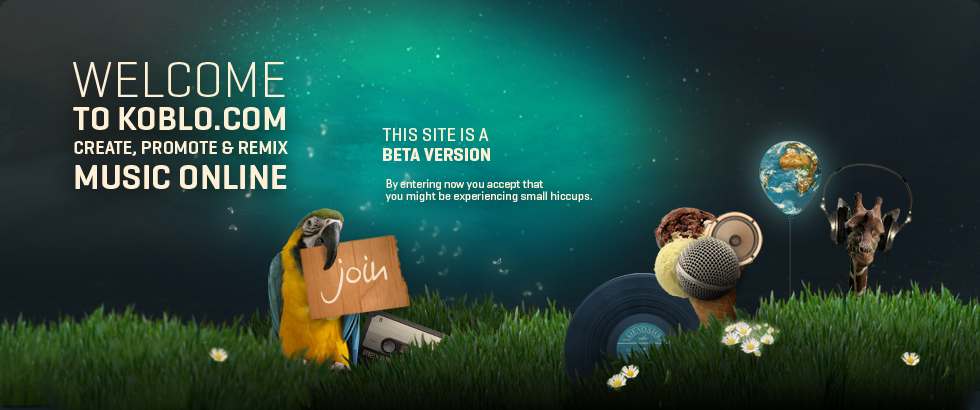 WELCOME
TO KOBLO.COM
CREATE, PROMOTE & REMIX
MUSIC ONLINE
THIS SITE IS A
BETA VERSION
By entering now you accept that
you might be experiencing small hiccups.
join